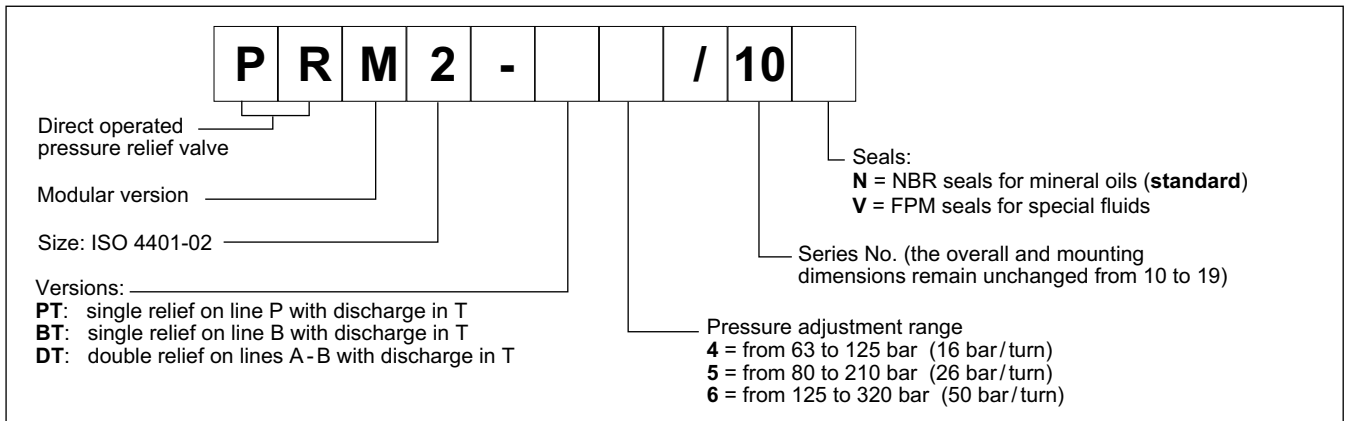 PRM2- /10
Direct operated
pressure relief valve
Modular version
Size: ISO 4401-02
Versions:
PT: single relief on line P with discharge in T
BT: single relief on line B with discharge in T
DT: double relief on lines A-B with discharge in T
Seals:
N = NBR seals for mineral oils (standard)
V = FPM seals for special fluids
Series No. (the overall and mounting
dimensions remain unchanged from 10 to 19)
Pressure adjustment range
4 = from 63 to 125 bar (16 bar/turn)
5 = from 80 to 210 bar (26 bar/turn)
6 = from 125 to 320 bar (50 bar/turn)